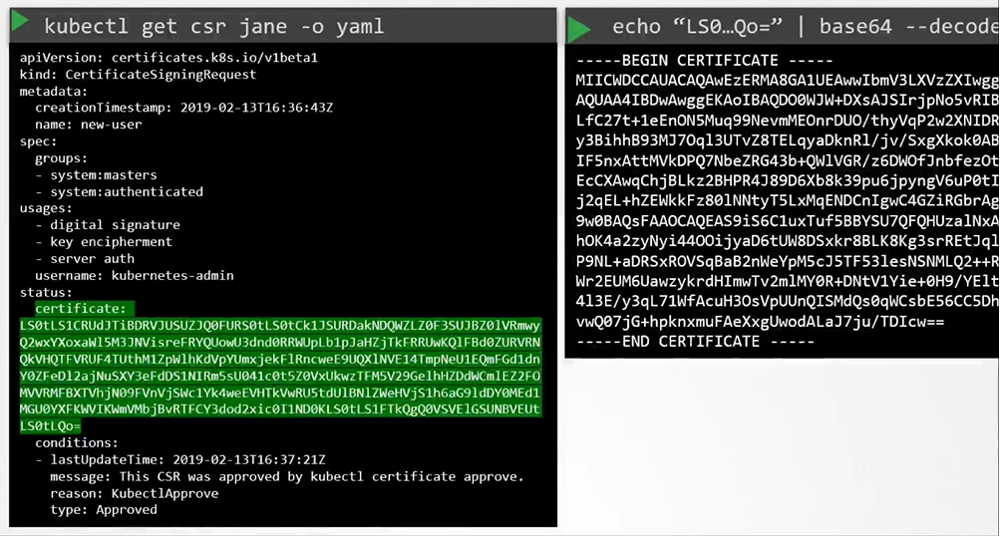 kubectl get csr jane -o yaml
apiVersion: certificates.k8s.io/v1beta1
kind: CertificateSigningRequest
metadata:
  creationTimestamp: 2019-02-13T16:36:43Z
  name: new-user
spec:
  groups:
  - system:masters
  - system:authenticated
usages:
  - digital signature
  - key encipherment
  - server auth
  username: kubernetes-admin
status:
  certificate:
LS0tLS1CRUdJTiBDRVJUSUZJQ0FURS0tLS0tCk1JSURDakNDQWZLZ0F3SUJBZ0lVRmwy
Q2wxYXoxaWl5M3JNVisreFRYQUowU3dnd0RRWUpLb1pJaHZjTkFRRUwKQlFBd0ZURVRN
QkVHQTFVRUF4TUthM1ZpWlhKdVpYUmxjekFlRncweE9UQXlNVE14TmpNeU1EQmFGd1dn
Y0ZFeDl2ajNuSXY3eFdDS1NIRm5sU041c0t5Z0VxUkwzTFM5V29GelhHZDdWCmlEZ2FO
MVVRMFBXTVhjN09FVnVjSWc1Yk4weEVHTkVwRU5tdUlBNlZWeHVjS1h6aG9ldDY0MEd1
MGU0YXFKWVIKWmVMbjBvRTFCY3dod2xic0I1ND0KLS0tLS1FTkQgQ0VSVElGSUNBVEUt
LS0tLQo=
  conditions:
  - lastUpdateTime: 2019-02-13T16:37:21Z
    message: This CSR was approved by kubectl certificate approve.
    reason: KubectlApprove
    type: Approved
echo “LS0…Qo=” | base64 --decode
-----BEGIN CERTIFICATE -----
MIICWDCCAUACAQAwEzERMA8GA1UEAwwIbmV3LXVzZXIwgg
AQUAA4IBDwAwggEKAoIBAQDO0WJW+DXsAJSIrjpNo5vRIB
LfC27t+1eEnON5Muq99NevmMEOnrDUO/thyVqP2w2XNIDR
y3BihhB93MJ7Oql3UTvZ8TELqyaDknRl/jv/SxgXkok0AB
IF5nxAttMVkDPQ7NbeZRG43b+QWlVGR/z6DWOfJnbfezOt
EcCXAwqChjBLkz2BHPR4J89D6Xb8k39pu6jpyngV6uP0tI
j2qEL+hZEWkkFz80lNNtyT5LxMqENDCnIgwC4GZiRGbrAg
9w0BAQsFAAOCAQEAS9iS6C1uxTuf5BBYSU7QFQHUzalNxA
hOK4a2zyNyi44OOijyaD6tUW8DSxkr8BLK8Kg3srREtJql
P9NL+aDRSxROVSqBaB2nWeYpM5cJ5TF53lesNSNMLQ2++R
Wr2EUM6UawzykrdHImwTv2mlMY0R+DNtV1Yie+0H9/YElt
4l3E/y3qL71WfAcuH3OsVpUUnQISMdQs0qWCsbE56CC5Dh
vwQ07jG+hpknxmuFAeXxgUwodALaJ7ju/TDIcw==
-----END CERTIFICATE -----